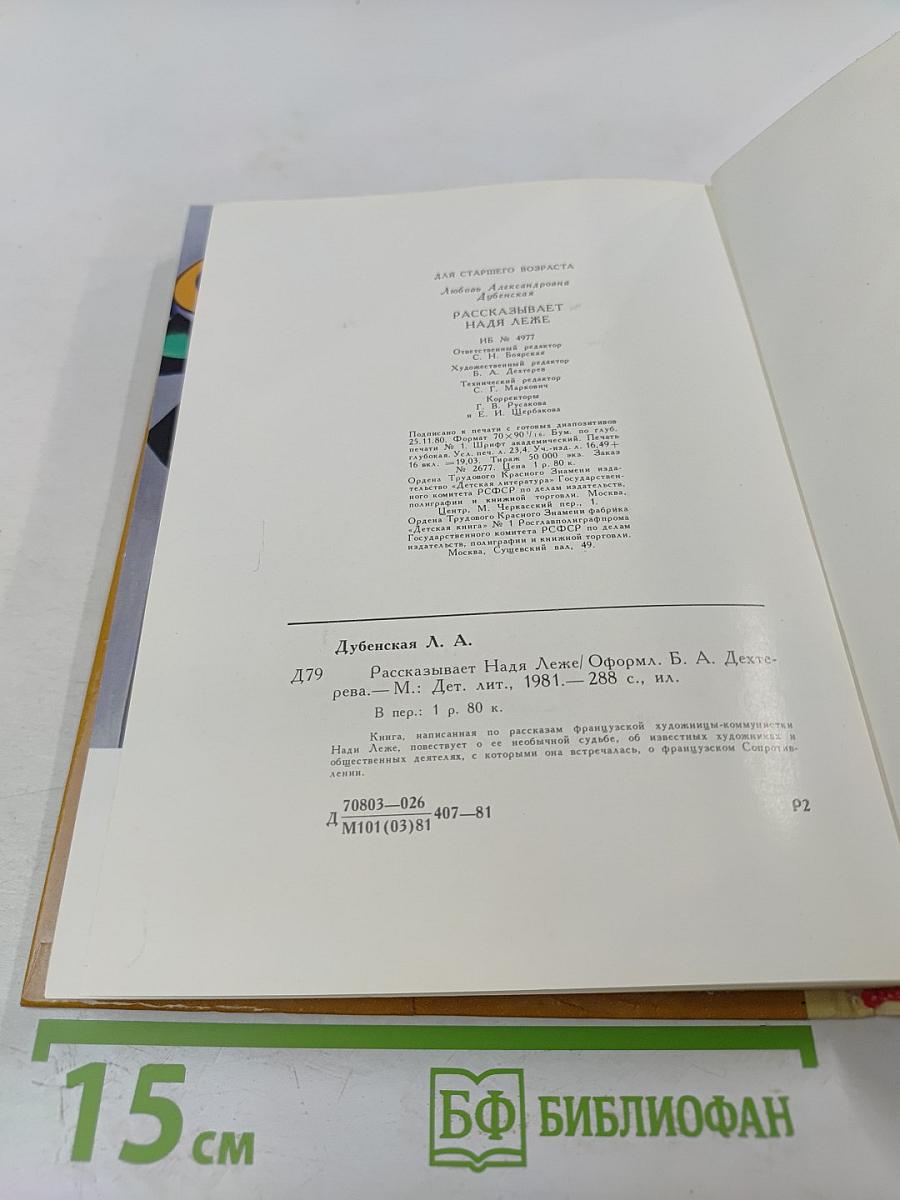 ДЛЯ СТАРШЕГО ВОЗРАСТА
Любовь Александровна
Дубенская
РАССКАЗЫВАЕТ
НАДЯ ЛЕЖЕ
ИБ № 4977
Ответственный редактор
С. Н. Боярская
Художественный редактор
Б. А. Дехтерев
Технический редактор
С. Г. Маркович
Корректоры
Г. В. Русакова
и Е. И. Щербакова
Подписано к печати с готовых диапозитивов
25.11.80. Формат 70×90 1/16. Бум. по глуб.
печати № 1. Шрифт академический. Печать
глубокая. Усл. печ. л. 23,4. Уч.-изд. л. 16,49+
16 вкл. =19,03. Тираж 50 000 экз. Заказ
№ 2677. Цена 1 р. 80 к.
Ордена Трудового Красного Знамени изда-
тельство «Детская литература» Государствен-
ного комитета РСФСР по делам издательств,
полиграфии и книжной торговли. Москва,
Центр, М. Черкасский пер., 1.
Ордена Трудового Красного Знамени фабрика
«Детская книга» № 1 Росглавполиграфпрома
Государственного комитета РСФСР по делам
издательств, полиграфии и книжной торговли.
Москва, Сущевский вал, 49.
Дубенская Л. А.
Д79 Рассказывает Надя Леже/Оформл. Б. А. Дехте-
рева.— М.: Дет. лит., 1981.— 288 с., ил.
В пер.: 1 р. 80 к.
Книга, написанная по рассказам французской художницы-коммунистки
Нади Леже, повествует о ее необычной судьбе, об известных художниках и
общественных деятелях, с которыми она встречалась, о французском Сопротив-
лении.
Д 70803—026
М101(03)81 407—81
Р2
15 см
БФ БИБЛИОФАН